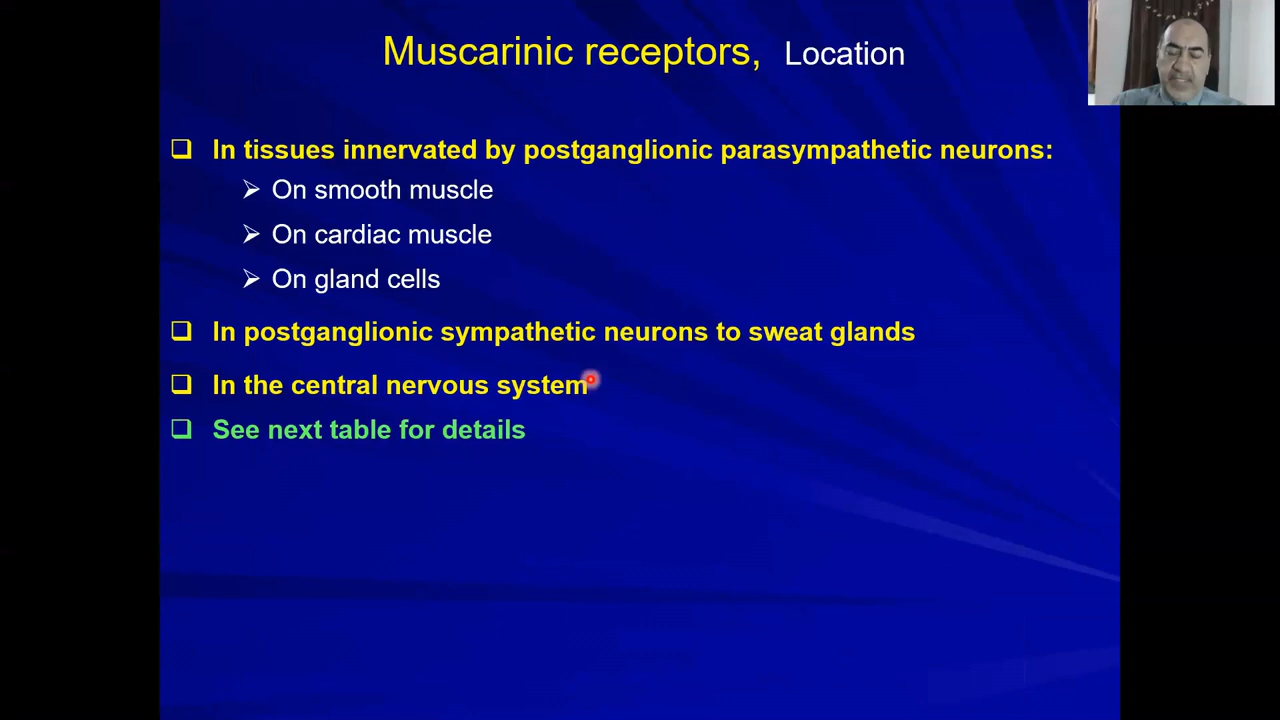 Muscarinic receptors, Location
In tissues innervated by postganglionic parasympathetic neurons:
On smooth muscle
On cardiac muscle
On gland cells
In postganglionic sympathetic neurons to sweat glands
In the central nervous system
See next table for details